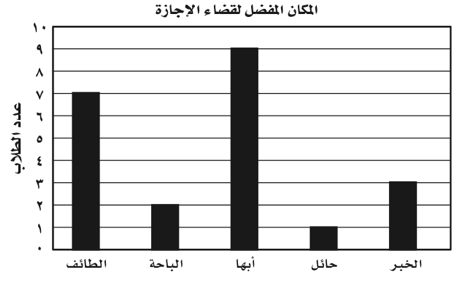 المكان المفضل لقضاء الإجازة
عدد الطلاب
١٠
٩
٨
٧
٦
٥
٤
٣
٢
١
٠
الطائف
الباحة
أبها
حائل
الخبر